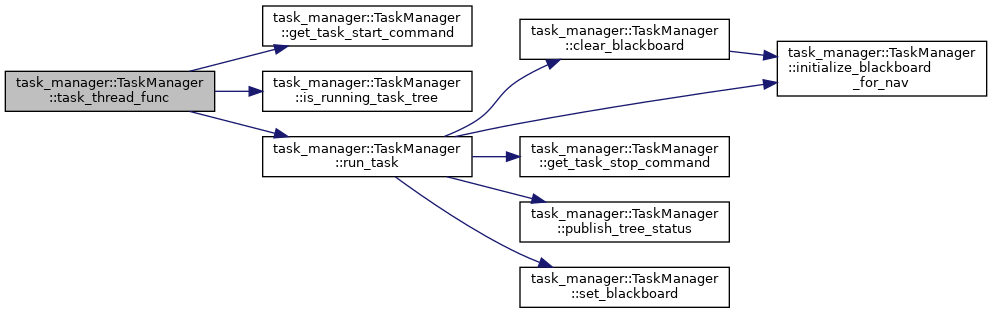 task_manager::TaskManager
::task_thread_func
task_manager::TaskManager
::get_task_start_command
task_manager::TaskManager
::is_running_task_tree
task_manager::TaskManager
::run_task
task_manager::TaskManager
::clear_blackboard
task_manager::TaskManager
::initialize_blackboard
_for_nav
task_manager::TaskManager
::get_task_stop_command
task_manager::TaskManager
::publish_tree_status
task_manager::TaskManager
::set_blackboard